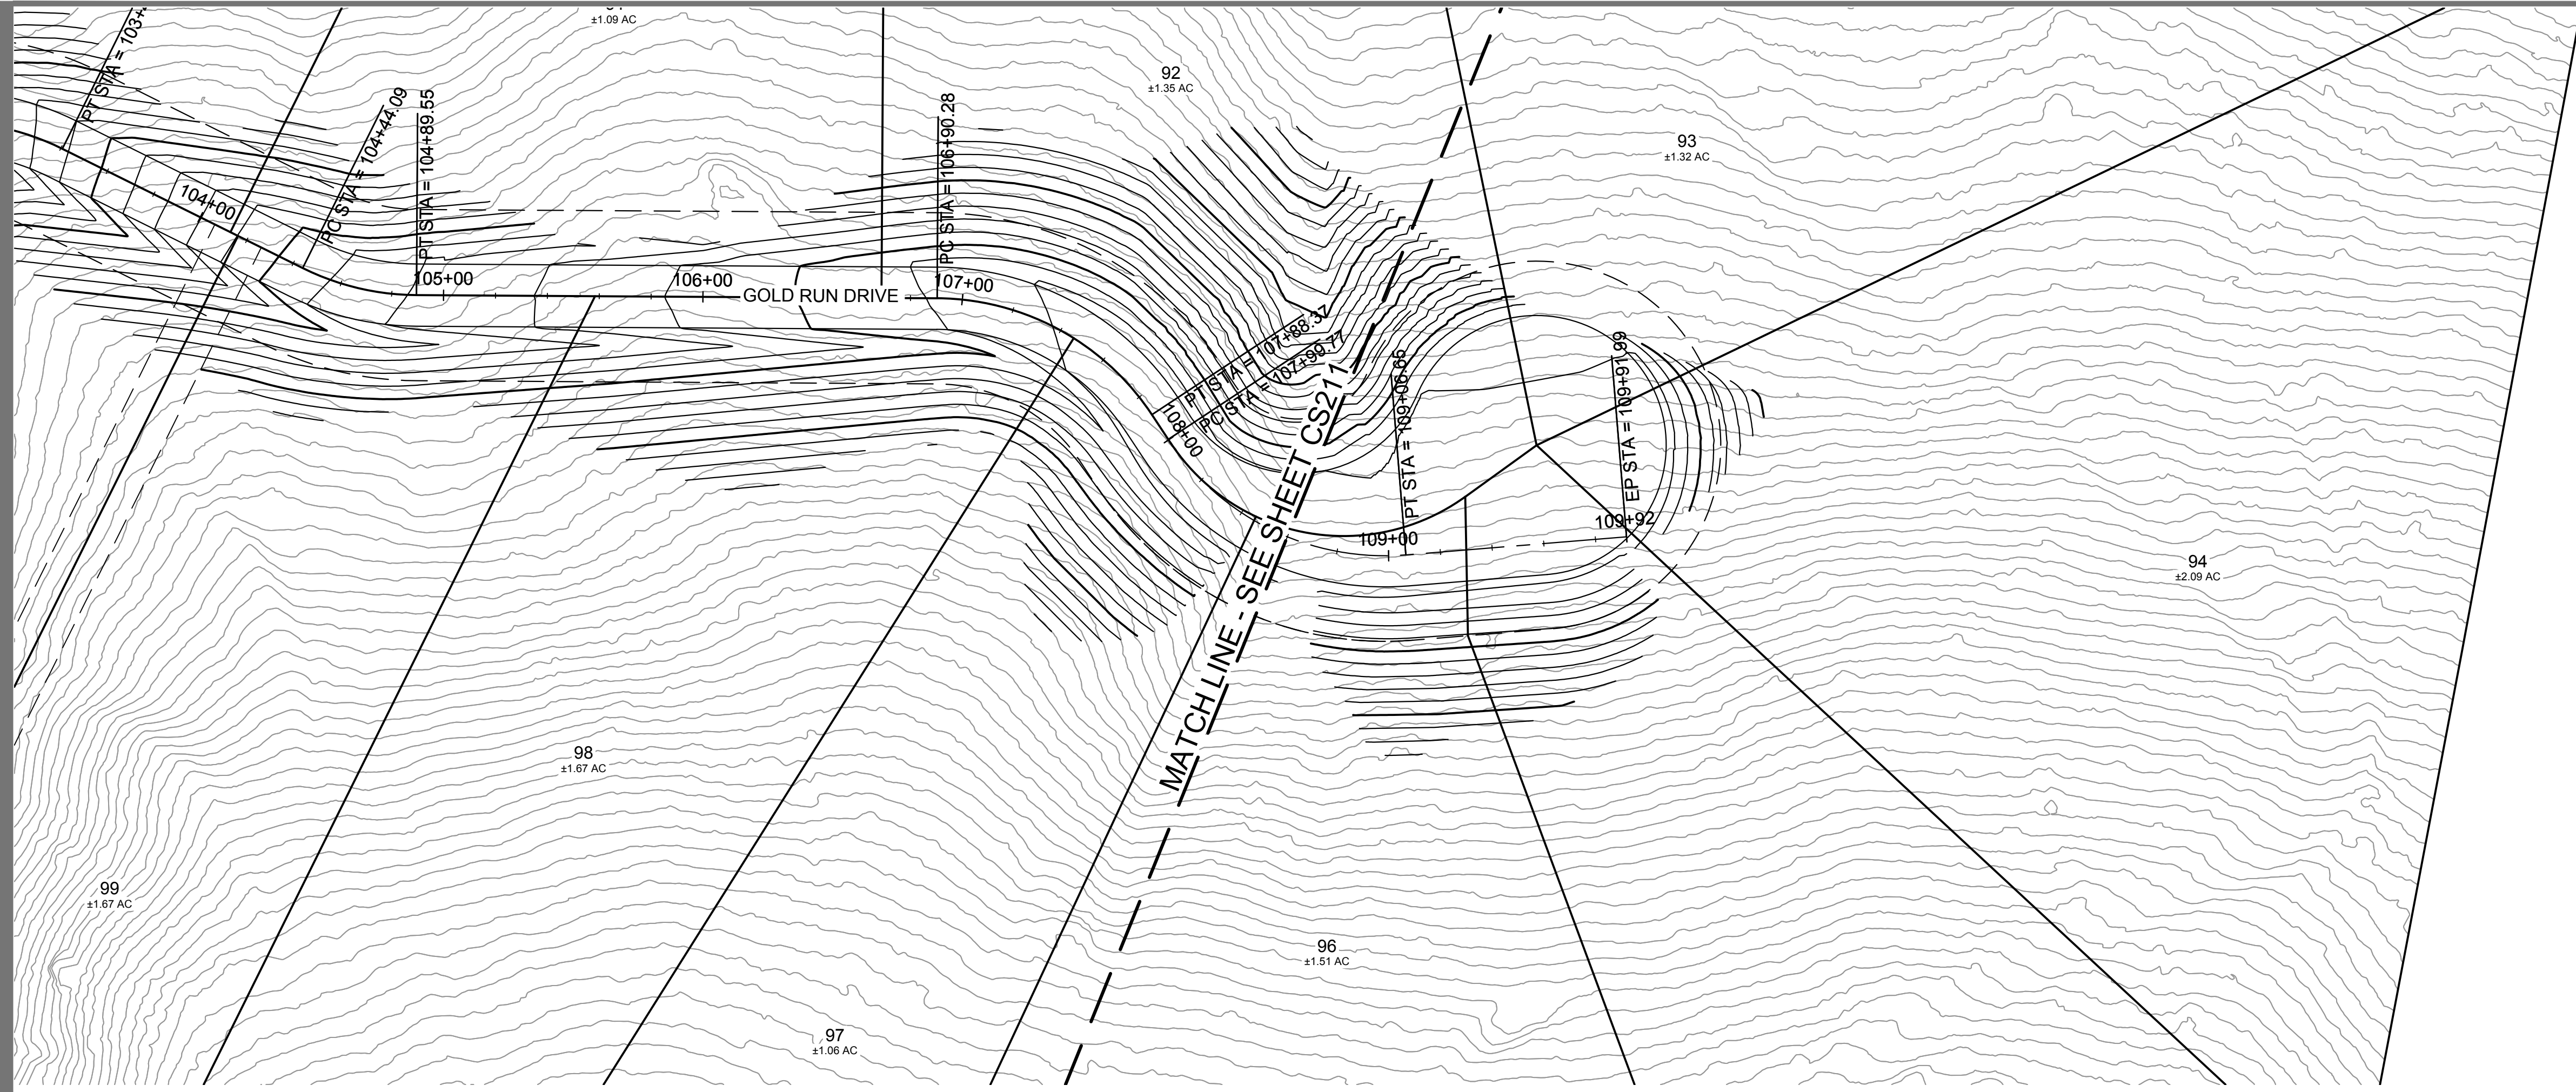 ±1.09 AC
92
±1.35 AC
93
±1.32 AC
PT STA = 103+
PC STA = 104+44.09
PT STA = 104+89.55
PC STA = 106+90.28
104+00
105+00
106+00
107+00
GOLD RUN DRIVE
PT STA = 107+88.37
PC STA = 107+99.77
108+00
MATCH LINE - SEE SHEET CS211
PT STA = 109+06.65
EP STA = 109+91.99
109+00
109+92
94
±2.09 AC
98
±1.67 AC
99
±1.67 AC
96
±1.51 AC
97
±1.06 AC